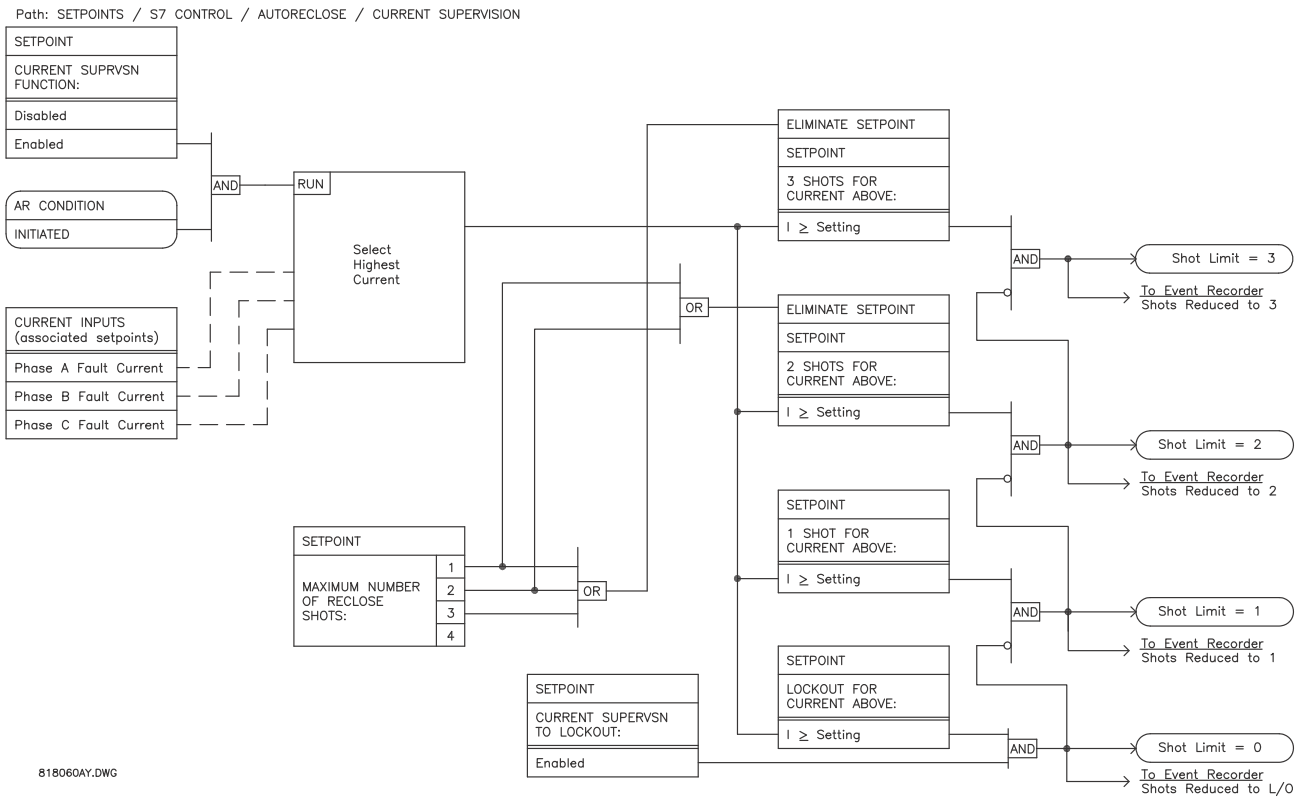 Path: SETPOINTS / S7 CONTROL / AUTORECLOSE / CURRENT SUPERVISION
SETPOINT
CURRENT SUPRVSN
FUNCTION:
Disabled
Enabled
AR CONDITION
INITIATED
AND
RUN
Select
Highest
Current
CURRENT INPUTS
(associated setpoints)
Phase A Fault Current
Phase B Fault Current
Phase C Fault Current
SETPOINT
MAXIMUM NUMBER
OF RECLOSE
SHOTS:
1
2
3
4
OR
OR
ELIMINATE SETPOINT
SETPOINT
3 SHOTS FOR
CURRENT ABOVE:
I ≥ Setting
AND
Shot Limit = 3
To Event Recorder
Shots Reduced to 3
ELIMINATE SETPOINT
SETPOINT
2 SHOTS FOR
CURRENT ABOVE:
I ≥ Setting
AND
Shot Limit = 2
To Event Recorder
Shots Reduced to 2
SETPOINT
1 SHOT FOR
CURRENT ABOVE:
I ≥ Setting
AND
Shot Limit = 1
To Event Recorder
Shots Reduced to 1
SETPOINT
LOCKOUT FOR
CURRENT ABOVE:
I ≥ Setting
SETPOINT
CURRENT SUPERVSN
TO LOCKOUT:
Enabled
AND
Shot Limit = 0
To Event Recorder
Shots Reduced to L/O
818060AY.DWG